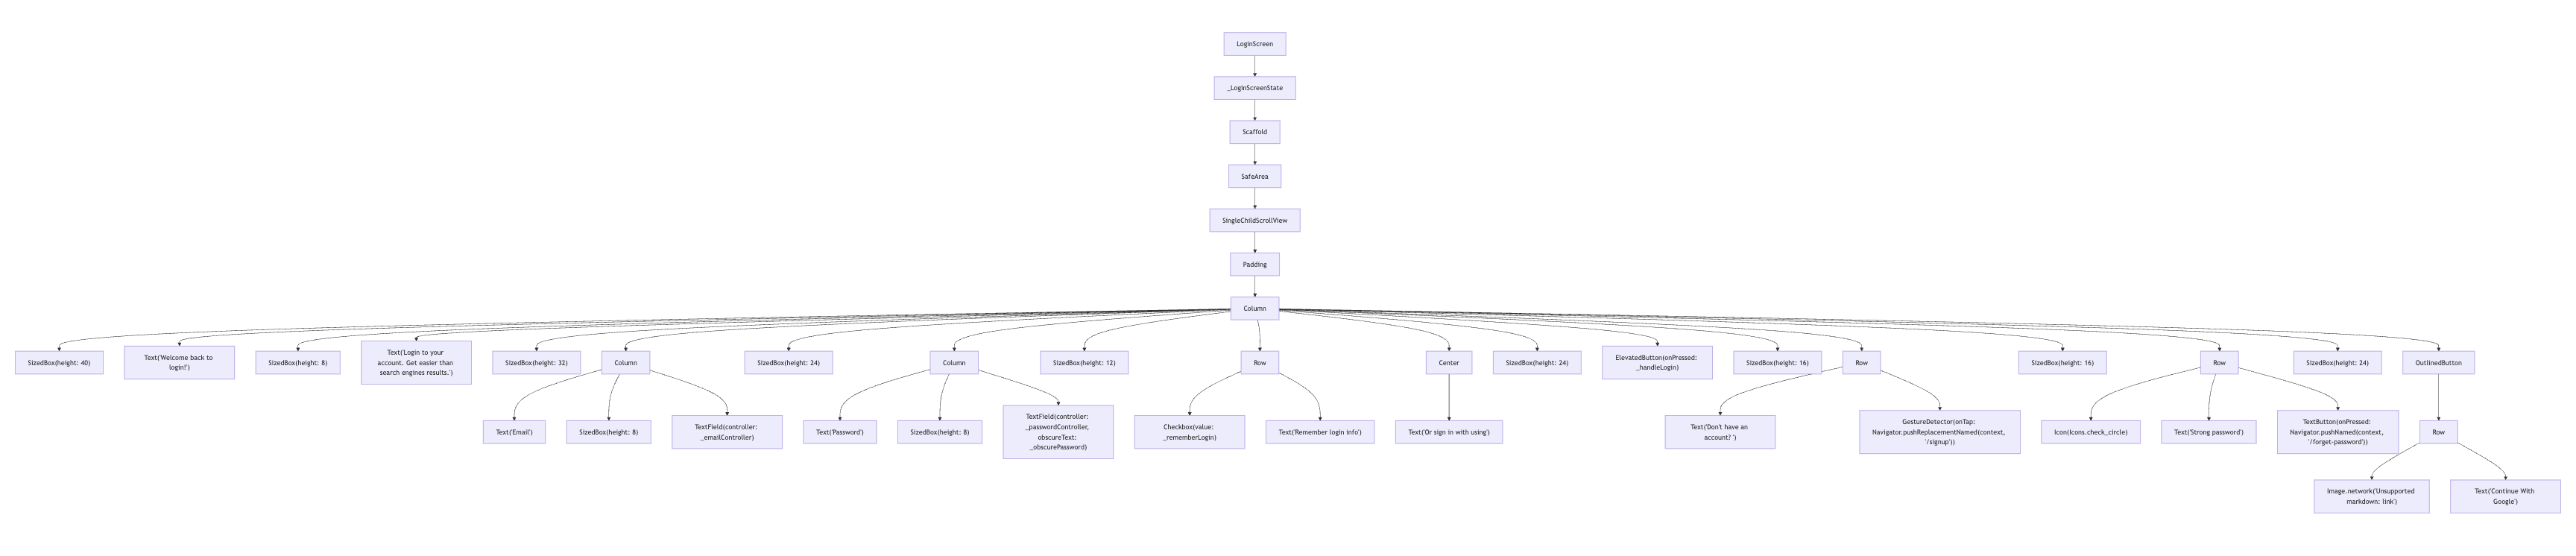 LoginScreen
_LoginScreenState
Scaffold
SafeArea
SingleChildScrollView
Padding
Column
SizedBox(height: 40)
Text('Welcome back to
login!')
SizedBox(height: 8)
Text('Login to your
account. Get easier than
search engines results.')
SizedBox(height: 32)
Column
SizedBox(height: 24)
Column
SizedBox(height: 12)
Row
Center
SizedBox(height: 24)
ElevatedButton(onPressed:
_handleLogin)
SizedBox(height: 16)
Row
SizedBox(height: 16)
Row
SizedBox(height: 24)
OutlinedButton
Text('Email')
SizedBox(height: 8)
TextField(controller:
_emailController)
Text('Password')
SizedBox(height: 8)
TextField(controller:
_passwordController,
obscureText:
_obscurePassword)
Checkbox(value:
_rememberLogin)
Text('Remember login info')
Text('Or sign in with using')
Text('Don't have an
account? ')
GestureDetector(onTap:
Navigator.pushReplacementNamed(context,
'/signup'))
Icon(Icons.check_circle)
Text('Strong password')
TextButton(onPressed:
Navigator.pushNamed(context,
'/forget-password'))
Row
Image.network('Unsupported
markdown: link')
Text('Continue With
Google')